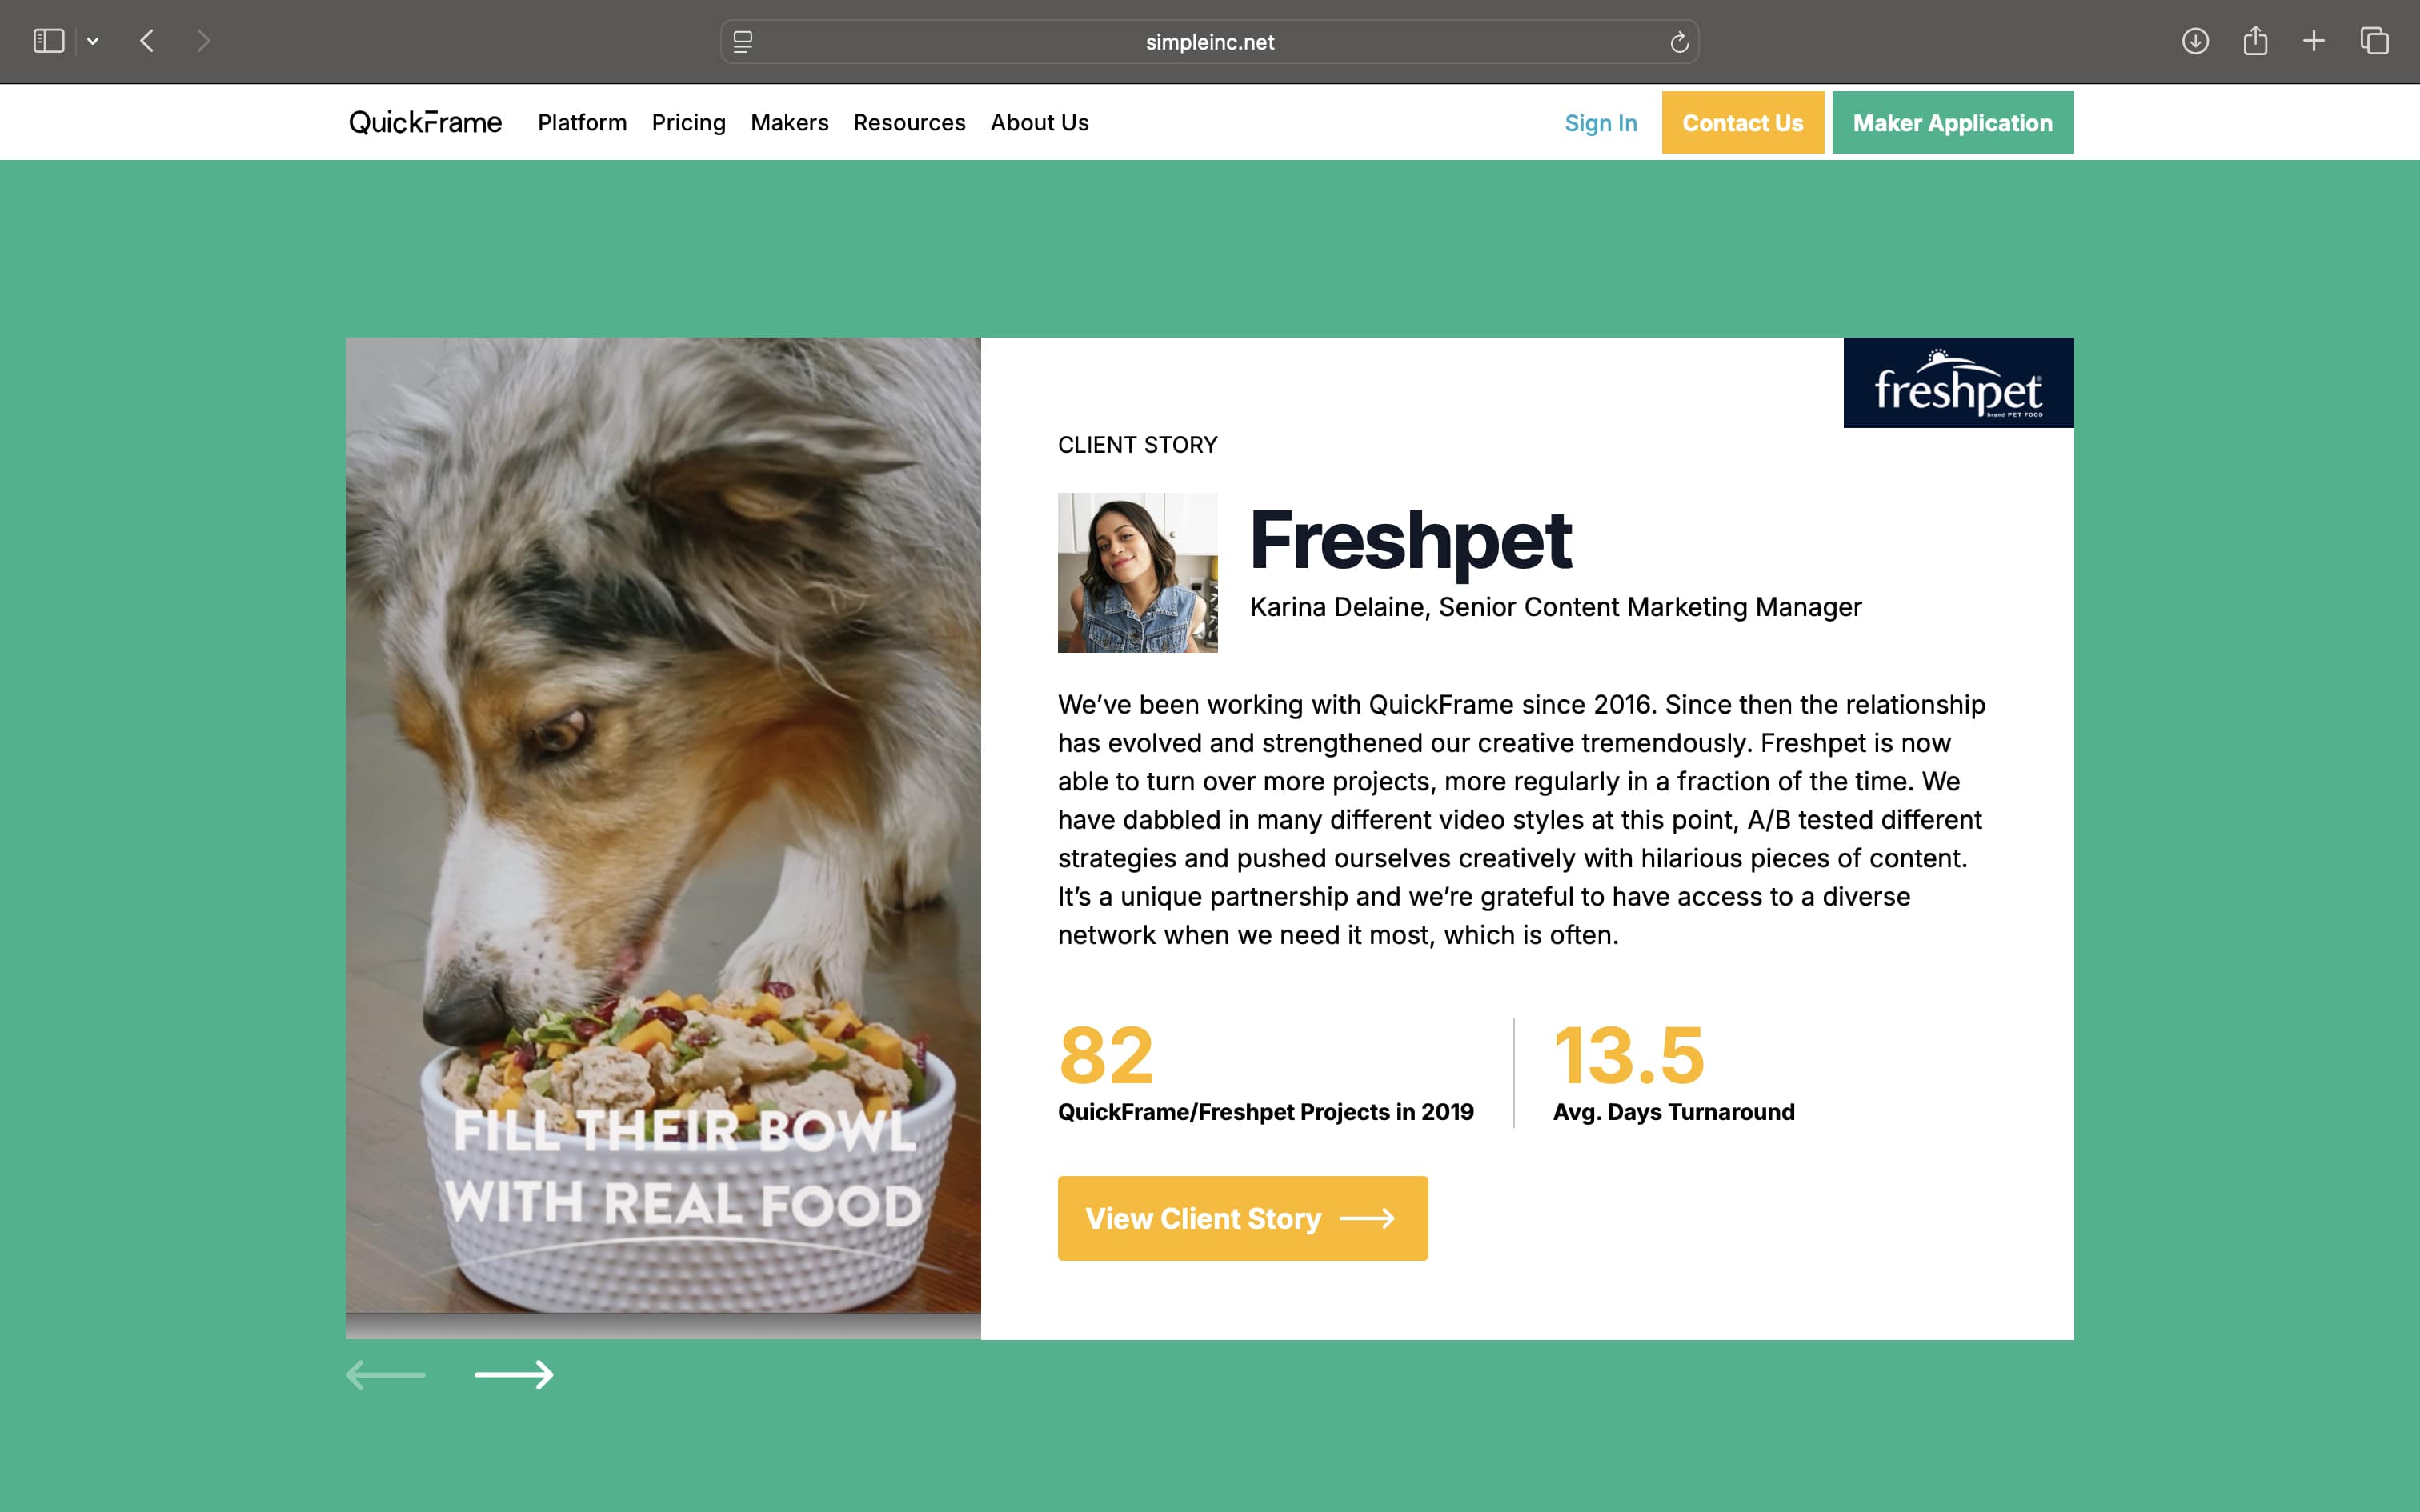 simpleinc.net
QuickFrame Platform Pricing Makers Resources About Us Sign In Contact Us Maker Application
freshpet
brand PET FOOD
CLIENT STORY
Freshpet
Karina Delaine, Senior Content Marketing Manager
We’ve been working with QuickFrame since 2016. Since then the relationship
has evolved and strengthened our creative tremendously. Freshpet is now
able to turn over more projects, more regularly in a fraction of the time. We
have dabbled in many different video styles at this point, A/B tested different
strategies and pushed ourselves creatively with hilarious pieces of content.
It’s a unique partnership and we’re grateful to have access to a diverse
network when we need it most, which is often.
82
QuickFrame/Freshpet Projects in 2019
13.5
Avg. Days Turnaround
View Client Story
FILL THEIR BOWL
WITH REAL FOOD